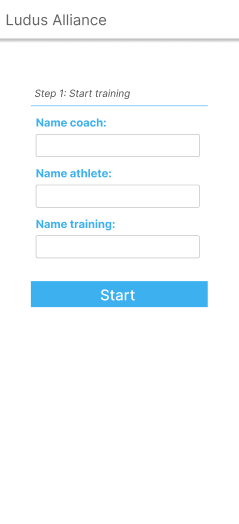 Ludus Alliance
Step 1: Start training
Name coach:
Name athlete:
Name training:
Start